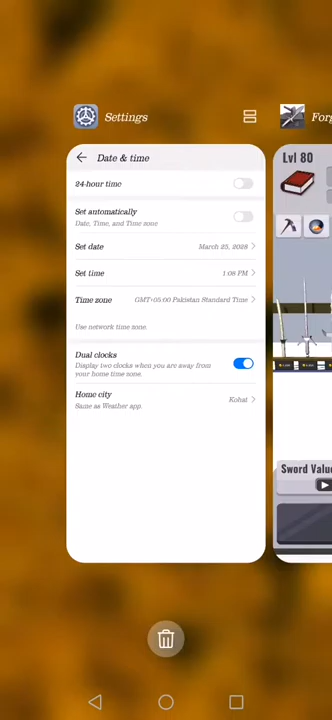 Settings
Forg
Date & time
24-hour time
Set automatically
Date, Time, and Time zone
Set date March 25, 2028
Set time 1:08 PM
Time zone GMT+05:00 Pakistan Standard Time
Use network time zone.
Dual clocks
Display two clocks when you are away from
your home time zone.
Home city Kohat
Same as Weather app.
Lvl 80
Sword Valu